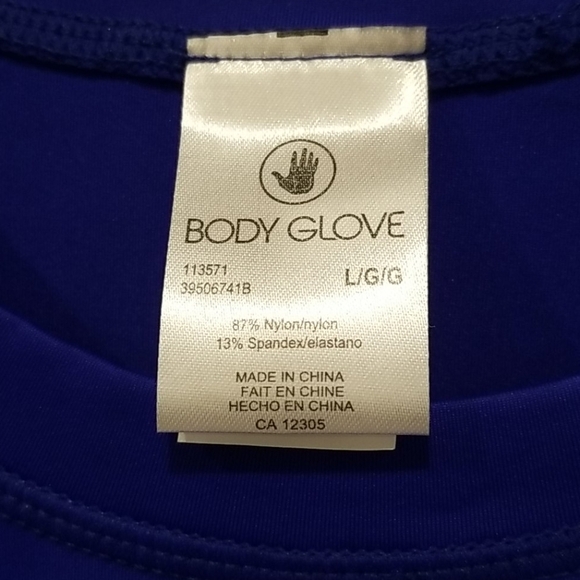 BODY GLOVE
113571
39506741B
L/G/G
87% Nylon/nylon
13% Spandex/elastano
MADE IN CHINA
FAIT EN CHINE
HECHO EN CHINA
CA 12305